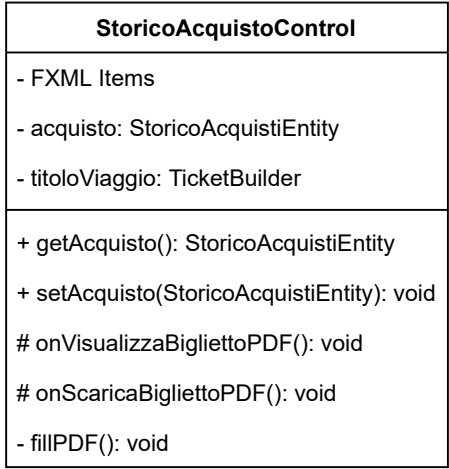 StoricoAcquistoControl
- FXML Items
- acquisto: StoricoAcquistiEntity
- titoloViaggio: TicketBuilder
+ getAcquisto(): StoricoAcquistiEntity
+ setAcquisto(StoricoAcquistiEntity): void
# onVisualizzaBigliettoPDF(): void
# onScaricaBigliettoPDF(): void
- fillPDF(): void